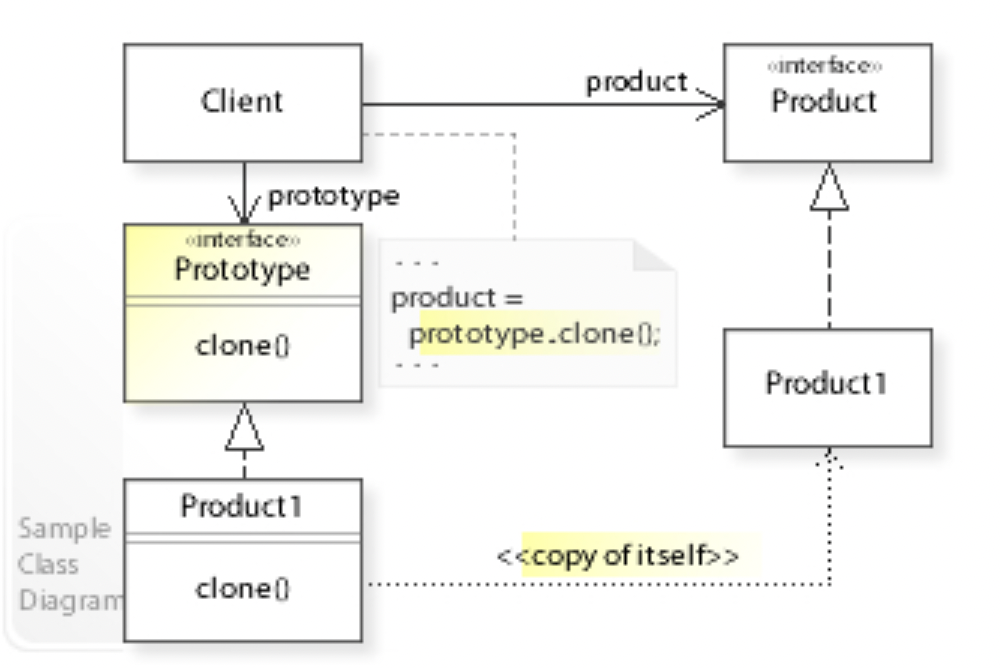 Client
product
«interface»
Product
prototype
«interface»
Prototype
clone()
- - -
product =
prototype.clone();
- - -
Product1
Product1
clone()
<<copy of itself>>
Sample
Class
Diagram